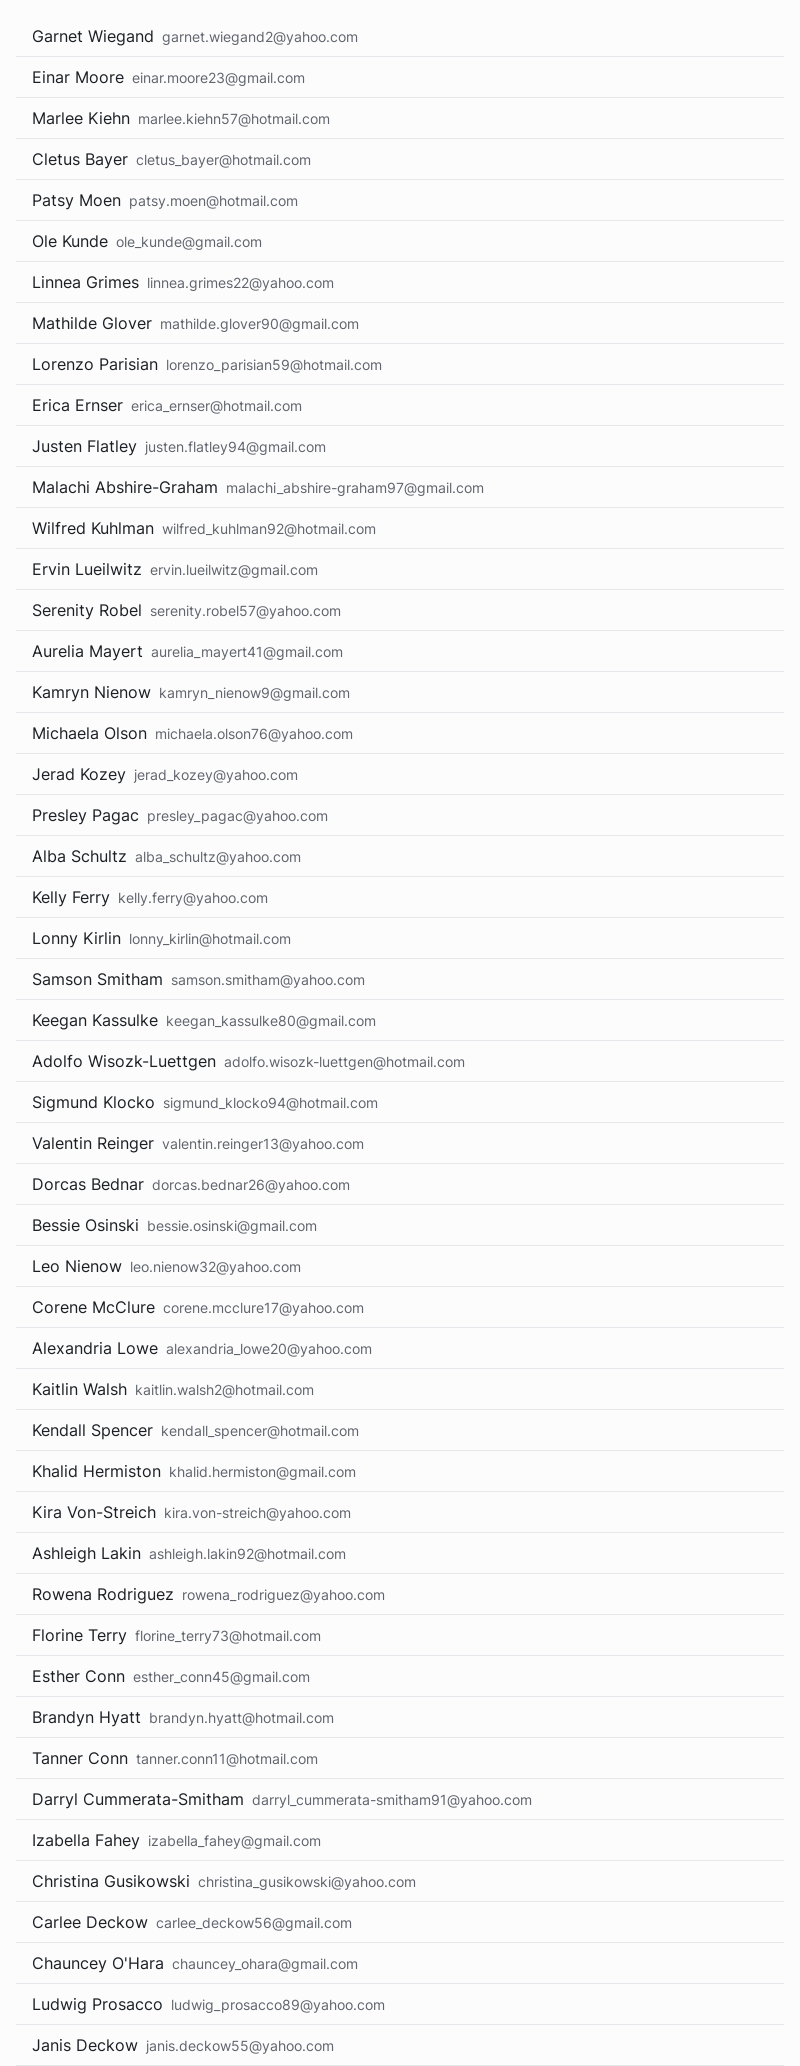 Garnet Wiegand garnet.wiegand2@yahoo.com
Einar Moore einar.moore23@gmail.com
Marlee Kiehn marlee.kiehn57@hotmail.com
Cletus Bayer cletus_bayer@hotmail.com
Patsy Moen patsy.moen@hotmail.com
Ole Kunde ole_kunde@gmail.com
Linnea Grimes linnea.grimes22@yahoo.com
Mathilde Glover mathilde.glover90@gmail.com
Lorenzo Parisian lorenzo_parisian59@hotmail.com
Erica Ernser erica_ernser@hotmail.com
Justen Flatley justen.flatley94@gmail.com
Malachi Abshire-Graham malachi_abshire-graham97@gmail.com
Wilfred Kuhlman wilfred_kuhlman92@hotmail.com
Ervin Lueilwitz ervin.lueilwitz@gmail.com
Serenity Robel serenity.robel57@yahoo.com
Aurelia Mayert aurelia_mayert41@gmail.com
Kamryn Nienow kamryn_nienow9@gmail.com
Michaela Olson michaela.olson76@yahoo.com
Jerad Kozey jerad_kozey@yahoo.com
Presley Pagac presley_pagac@yahoo.com
Alba Schultz alba_schultz@yahoo.com
Kelly Ferry kelly.ferry@yahoo.com
Lonny Kirlin lonny_kirlin@hotmail.com
Samson Smitham samson.smitham@yahoo.com
Keegan Kassulke keegan_kassulke80@gmail.com
Adolfo Wisozk-Luettgen adolfo.wisozk-luettgen@hotmail.com
Sigmund Klocko sigmund_klocko94@hotmail.com
Valentin Reinger valentin.reinger13@yahoo.com
Dorcas Bednar dorcas.bednar26@yahoo.com
Bessie Osinski bessie.osinski@gmail.com
Leo Nienow leo.nienow32@yahoo.com
Corene McClure corene.mcclure17@yahoo.com
Alexandria Lowe alexandria_lowe20@yahoo.com
Kaitlin Walsh kaitlin.walsh2@hotmail.com
Kendall Spencer kendall_spencer@hotmail.com
Khalid Hermiston khalid.hermiston@gmail.com
Kira Von-Streich kira.von-streich@yahoo.com
Ashleigh Lakin ashleigh.lakin92@hotmail.com
Rowena Rodriguez rowena_rodriguez@yahoo.com
Florine Terry florine_terry73@hotmail.com
Esther Conn esther_conn45@gmail.com
Brandyn Hyatt brandyn.hyatt@hotmail.com
Tanner Conn tanner.conn11@hotmail.com
Darryl Cummerata-Smitham darryl_cummerata-smitham91@yahoo.com
Izabella Fahey izabella_fahey@gmail.com
Christina Gusikowski christina_gusikowski@yahoo.com
Carlee Deckow carlee_deckow56@gmail.com
Chauncey O'Hara chauncey_ohara@gmail.com
Ludwig Prosacco ludwig_prosacco89@yahoo.com
Janis Deckow janis.deckow55@yahoo.com